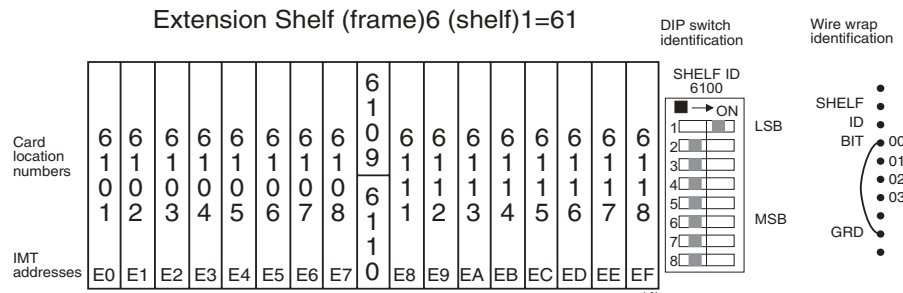 Extension Shelf (frame)6 (shelf)1=61
DIP switch
identification
Wire wrap
identification
SHELF ID
6100
ON
1
2
3
4
5
6
7
8
LSB
MSB
SHELF
ID
BIT
00
01
02
03
GRD
Card
location
numbers
6101
6102
6103
6104
6105
6106
6107
6108
6109
6110
6111
6112
6113
6114
6115
6116
6117
6118
IMT
addresses
E0 E1 E2 E3 E4 E5 E6 E7 E8 E9 EA EB EC ED EE EF